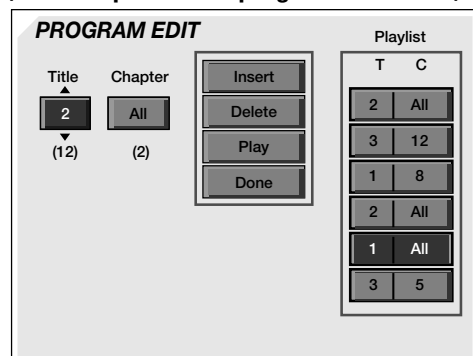 PROGRAM EDIT
Title Chapter
2 All
(12) (2)
Insert
Delete
Play
Done
Playlist
T C
2 All
3 12
1 8
2 All
1 All
3 5